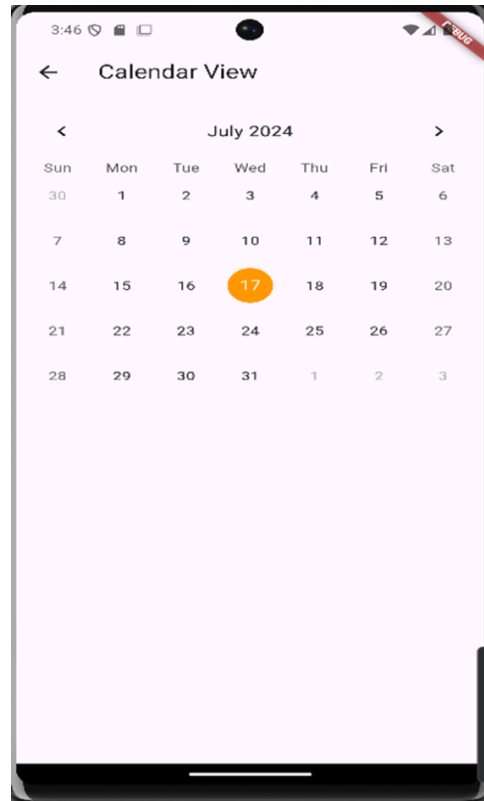 3:46
DEBUG
Calendar View
July 2024
Sun Mon Tue Wed Thu Fri Sat
30 1 2 3 4 5 6
7 8 9 10 11 12 13
14 15 16 17 18 19 20
21 22 23 24 25 26 27
28 29 30 31 1 2 3